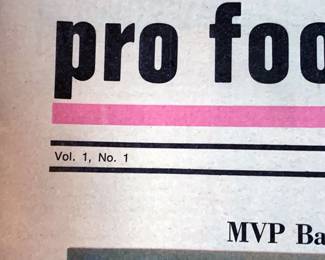 pro foo
Vol. 1, No. 1
MVP Ba